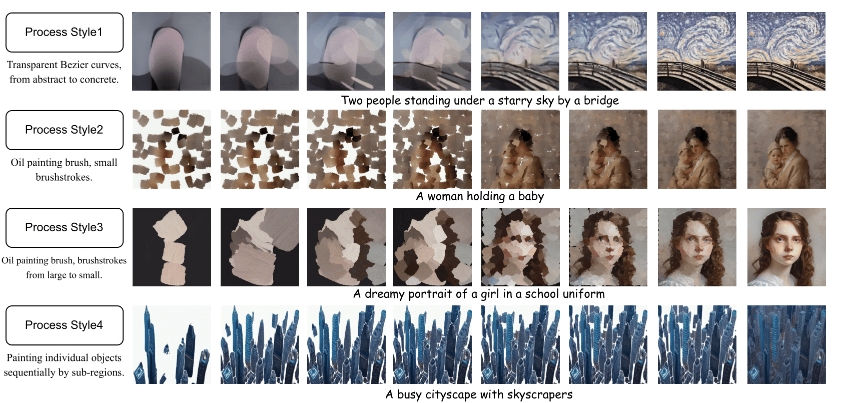 Process Style1
Transparent Bezier curves,
from abstract to concrete.
Two people standing under a starry sky by a bridge
Process Style2
Oil painting brush, small
brushstrokes.
A woman holding a baby
Process Style3
Oil painting brush, brushstrokes
from large to small.
A dreamy portrait of a girl in a school uniform
Process Style4
Painting individual objects
sequentially by sub-regions.
A busy cityscape with skyscrapers